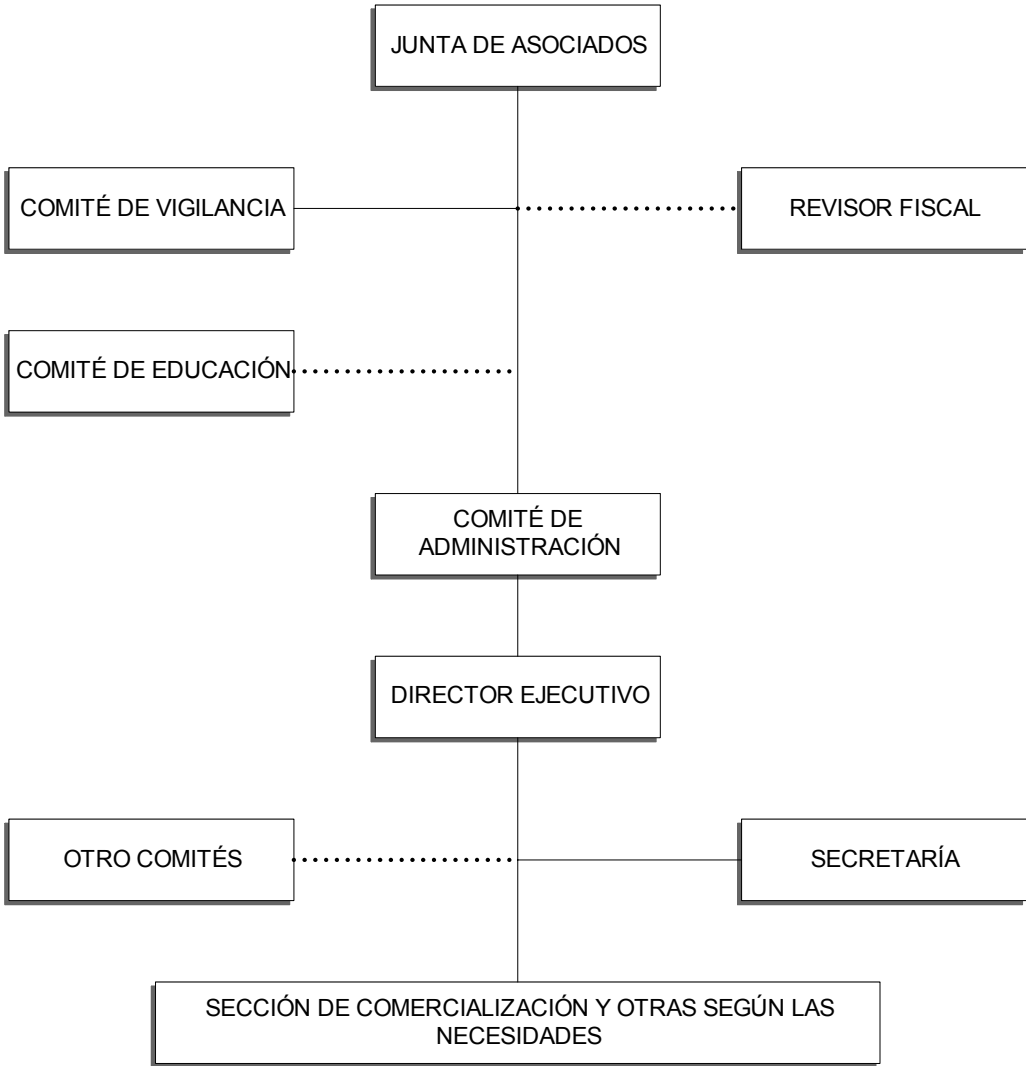 JUNTA DE ASOCIADOS
COMITÉ DE VIGILANCIA
REVISOR FISCAL
COMITÉ DE EDUCACIÓN
COMITÉ DE
ADMINISTRACIÓN
DIRECTOR EJECUTIVO
OTRO COMITÉS
SECRETARÍA
SECCIÓN DE COMERCIALIZACIÓN Y OTRAS SEGÚN LAS
NECESIDADES